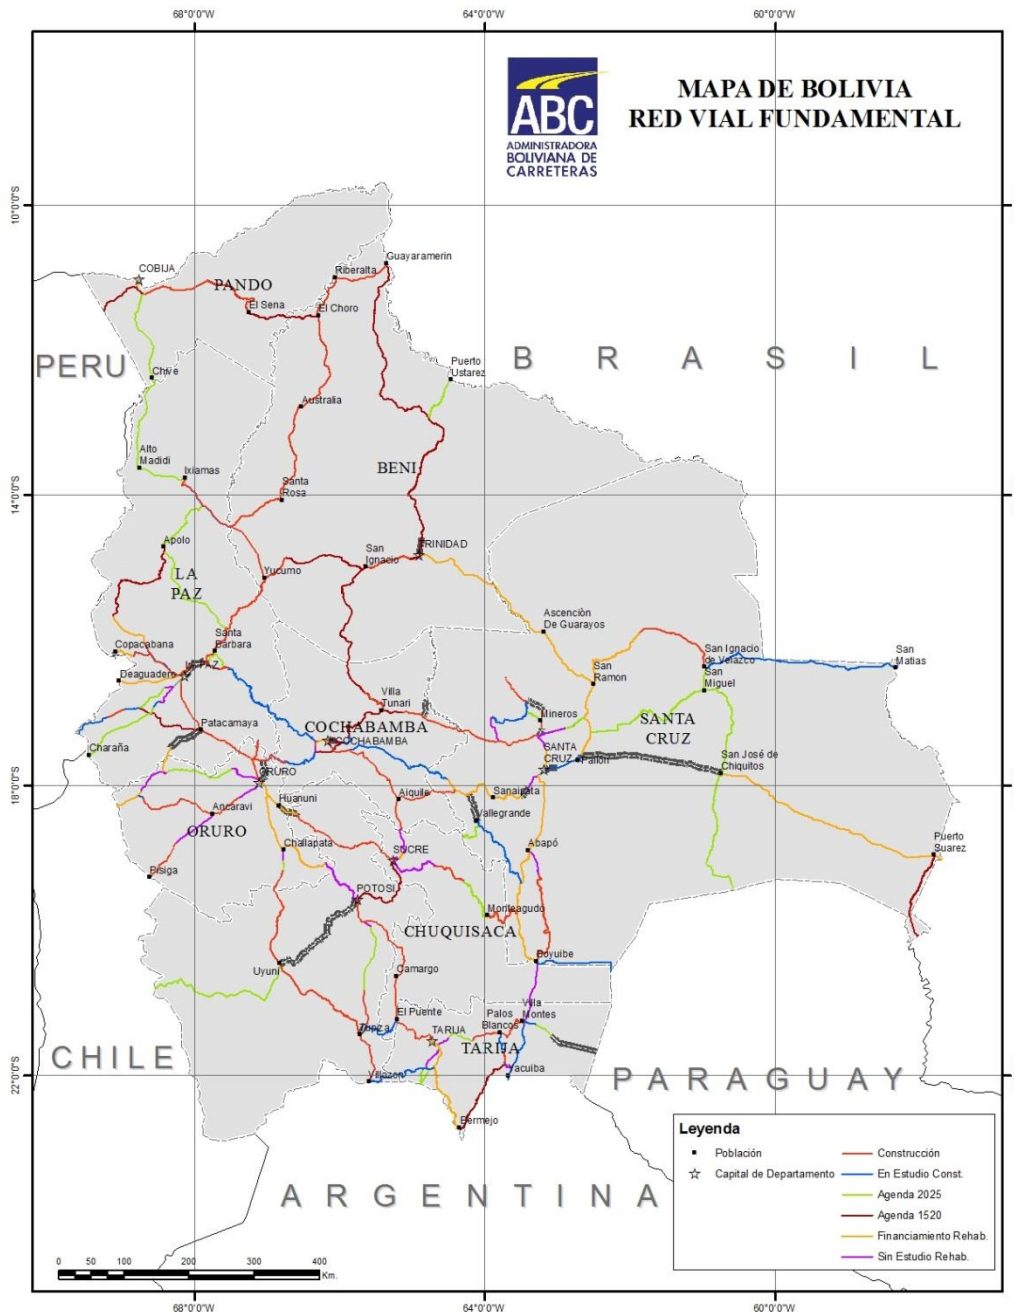 68°0'0"W
64°0'0"W
60°0'0"W
ABC
ADMINISTRADORA
BOLIVIANA DE
CARRETERAS
MAPA DE BOLIVIA
RED VIAL FUNDAMENTAL
10°0'0"S
COBIJA
PANDO
Riberalta
Guayaramerin
El Sena
El Choro
PERU
B R A S I L
Chive
Puerto
Ustarez
Australia
Alto
Madidi
Ixiamas
BENI
Santa
Rosa
14°0'0"S
Apolo
TRINIDAD
San
Ignacio
LA
PAZ
Yucumo
Ascenciòn
De Guarayos
Santa
Bárbara
Copacabana
Deaguadero
San Ignacio
de Velazco
San
Matias
San
Ramon
San
Miguel
Villa
Tunari
Mineros
SANTA
CRUZ
Patacamaya
COCHABAMBA
COCHABAMBA
Charaña
SANTA
CRUZ
Pailón
San José de
Chiquitos
18°0'0"S
ORURO
Huanuni
Aiquile
Samaipata
Vallegrande
Ancaravi
ORURO
Challapata
SUCRE
Abapó
Puerto
Suarez
Pisiga
POTOSI
Monteagudo
CHUQUISACA
Uyuni
Camargo
Boyuibe
El Puente
Tupiza
TARIJA
Palos
Blancos
Villa
Montes
TARIJA
CHILE
Villazon
Yacuiba
PARAGUAY
22°0'0"S
Bermejo
ARGENTINA
Leyenda
Población
Capital de Departamento
Construcción
En Estudio Const.
Agenda 2025
Agenda 1520
Financiamiento Rehab.
Sin Estudio Rehab.
0 50 100 200 300 400
Km.
68°0'0"W
64°0'0"W
60°0'0"W